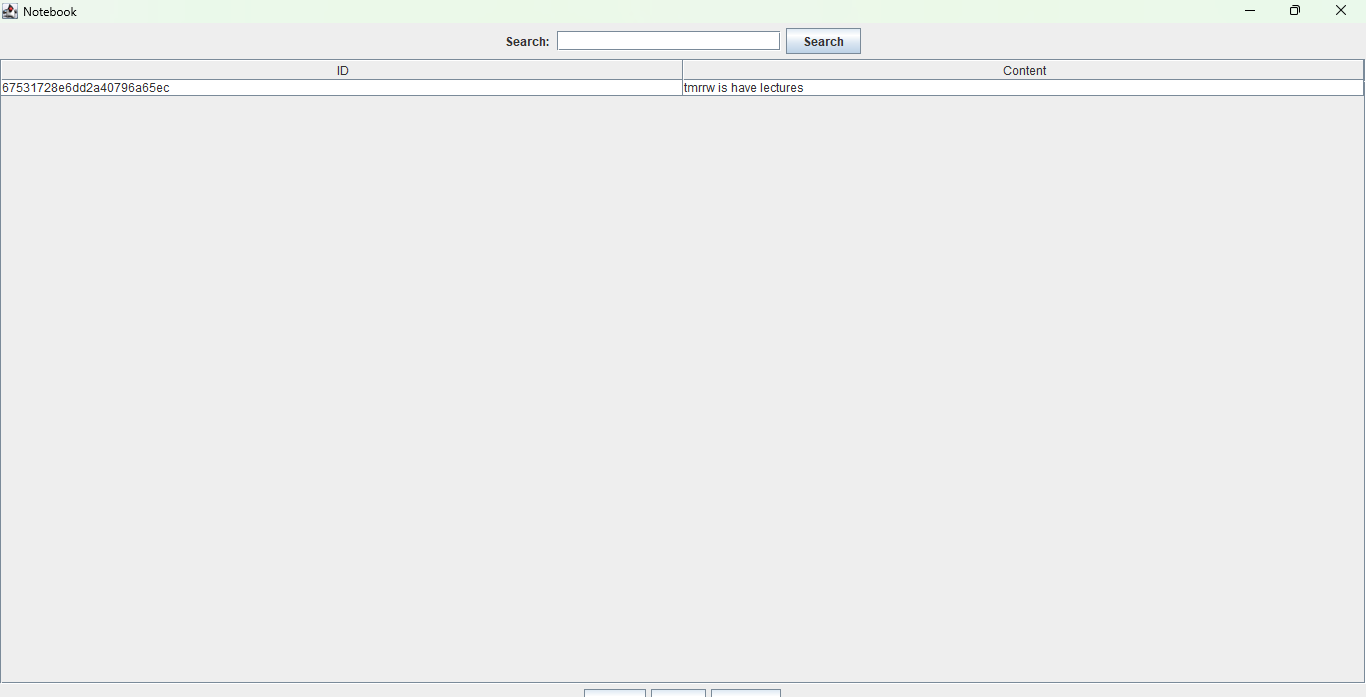 Notebook
Search: Search
ID Content
67531728e6dd2a40796a65ec tmrrw is have lectures